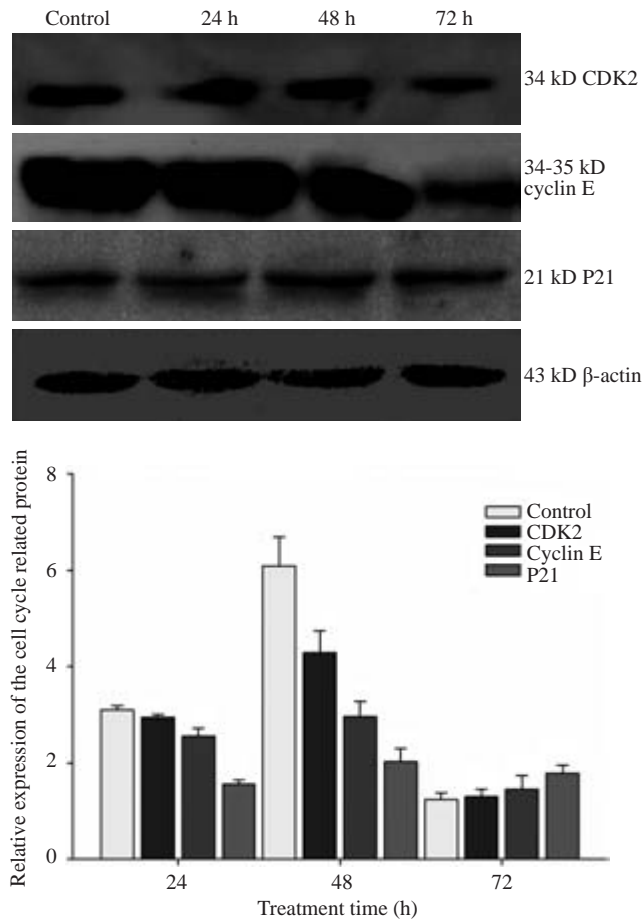 Control 24 h 48 h 72 h
34 kD CDK2
34-35 kD
cyclin E
21 kD P21
43 kD β-actin
Relative expression of the cell cycle related protein
8
6
4
2
0
Control
CDK2
Cyclin E
P21
24 48 72
Treatment time (h)